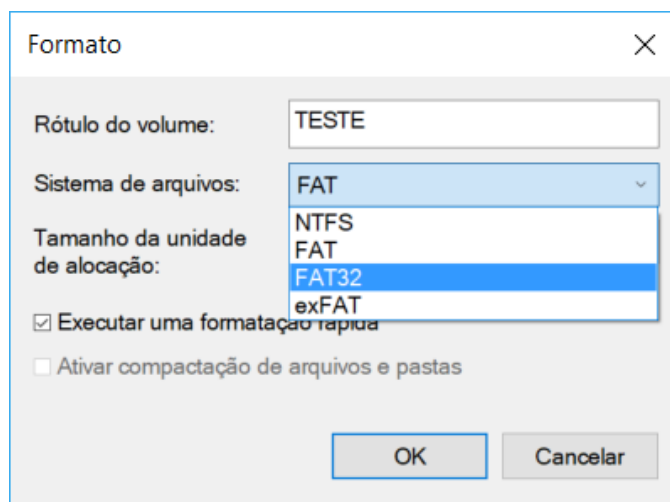 Formato
Rótulo do volume:
TESTE
Sistema de arquivos:
FAT
NTFS
FAT
FAT32
exFAT
Tamanho da unidade
de alocação:
Executar uma formatação rápida
Ativar compactação de arquivos e pastas
OK
Cancelar